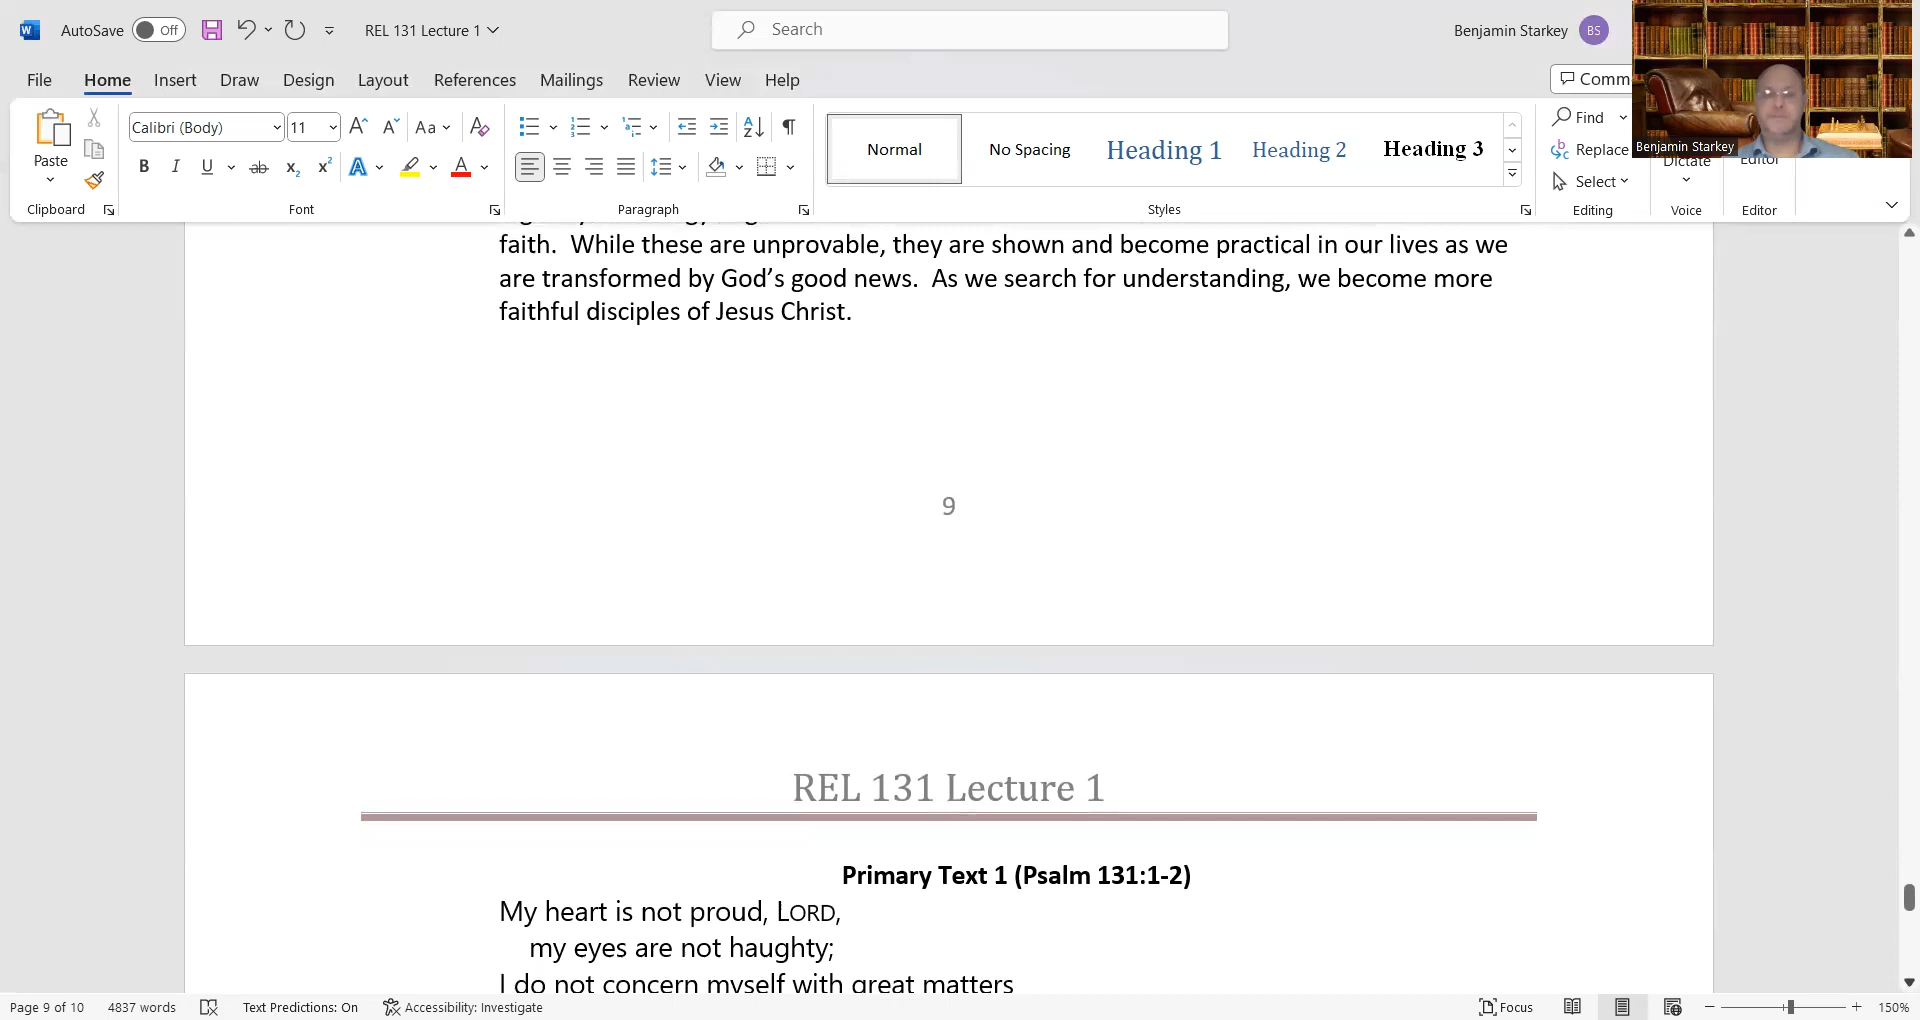 AutoSave Off REL 131 Lecture 1 Search Benjamin Starkey BS
File Home Insert Draw Design Layout References Mailings Review View Help Comm
Paste Calibri (Body) 11 Aa Normal No Spacing Heading 1 Heading 2 Heading 3 Find
Replace
Select
Dictate
Editor
Benjamin Starkey
Clipboard Font Paragraph Styles Editing Voice Editor
faith. While these are unprovable, they are shown and become practical in our lives as we
are transformed by God’s good news. As we search for understanding, we become more
faithful disciples of Jesus Christ.
9
REL 131 Lecture 1
Primary Text 1 (Psalm 131:1-2)
My heart is not proud, LORD,
my eyes are not haughty;
I do not concern myself with great matters
Page 9 of 10 4837 words Text Predictions: On Accessibility: Investigate Focus 150%